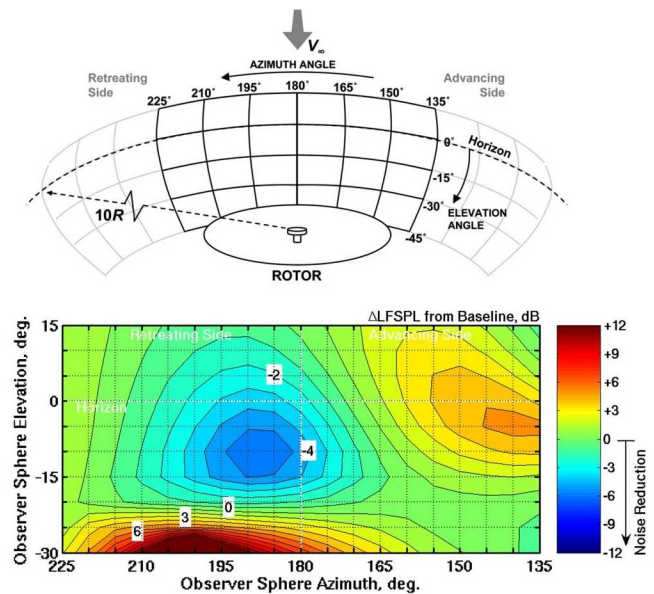 V∞
AZIMUTH ANGLE
Retreating Side
Advancing Side
225° 210° 195° 180° 165° 150° 135°
0°
Horizon
-15°
-30°
ELEVATION ANGLE
-45°
10R
ROTOR
ΔLFSPL from Baseline, dB
Retreating Side
Advancing Side
Horizon
Observer Sphere Elevation, deg.
15
0
-15
-30
-2
-4
0
3
6
225 210 195 180 165 150 135
Observer Sphere Azimuth, deg.
+12
+9
+6
+3
0
-3
-6
-9
-12
Noise Reduction